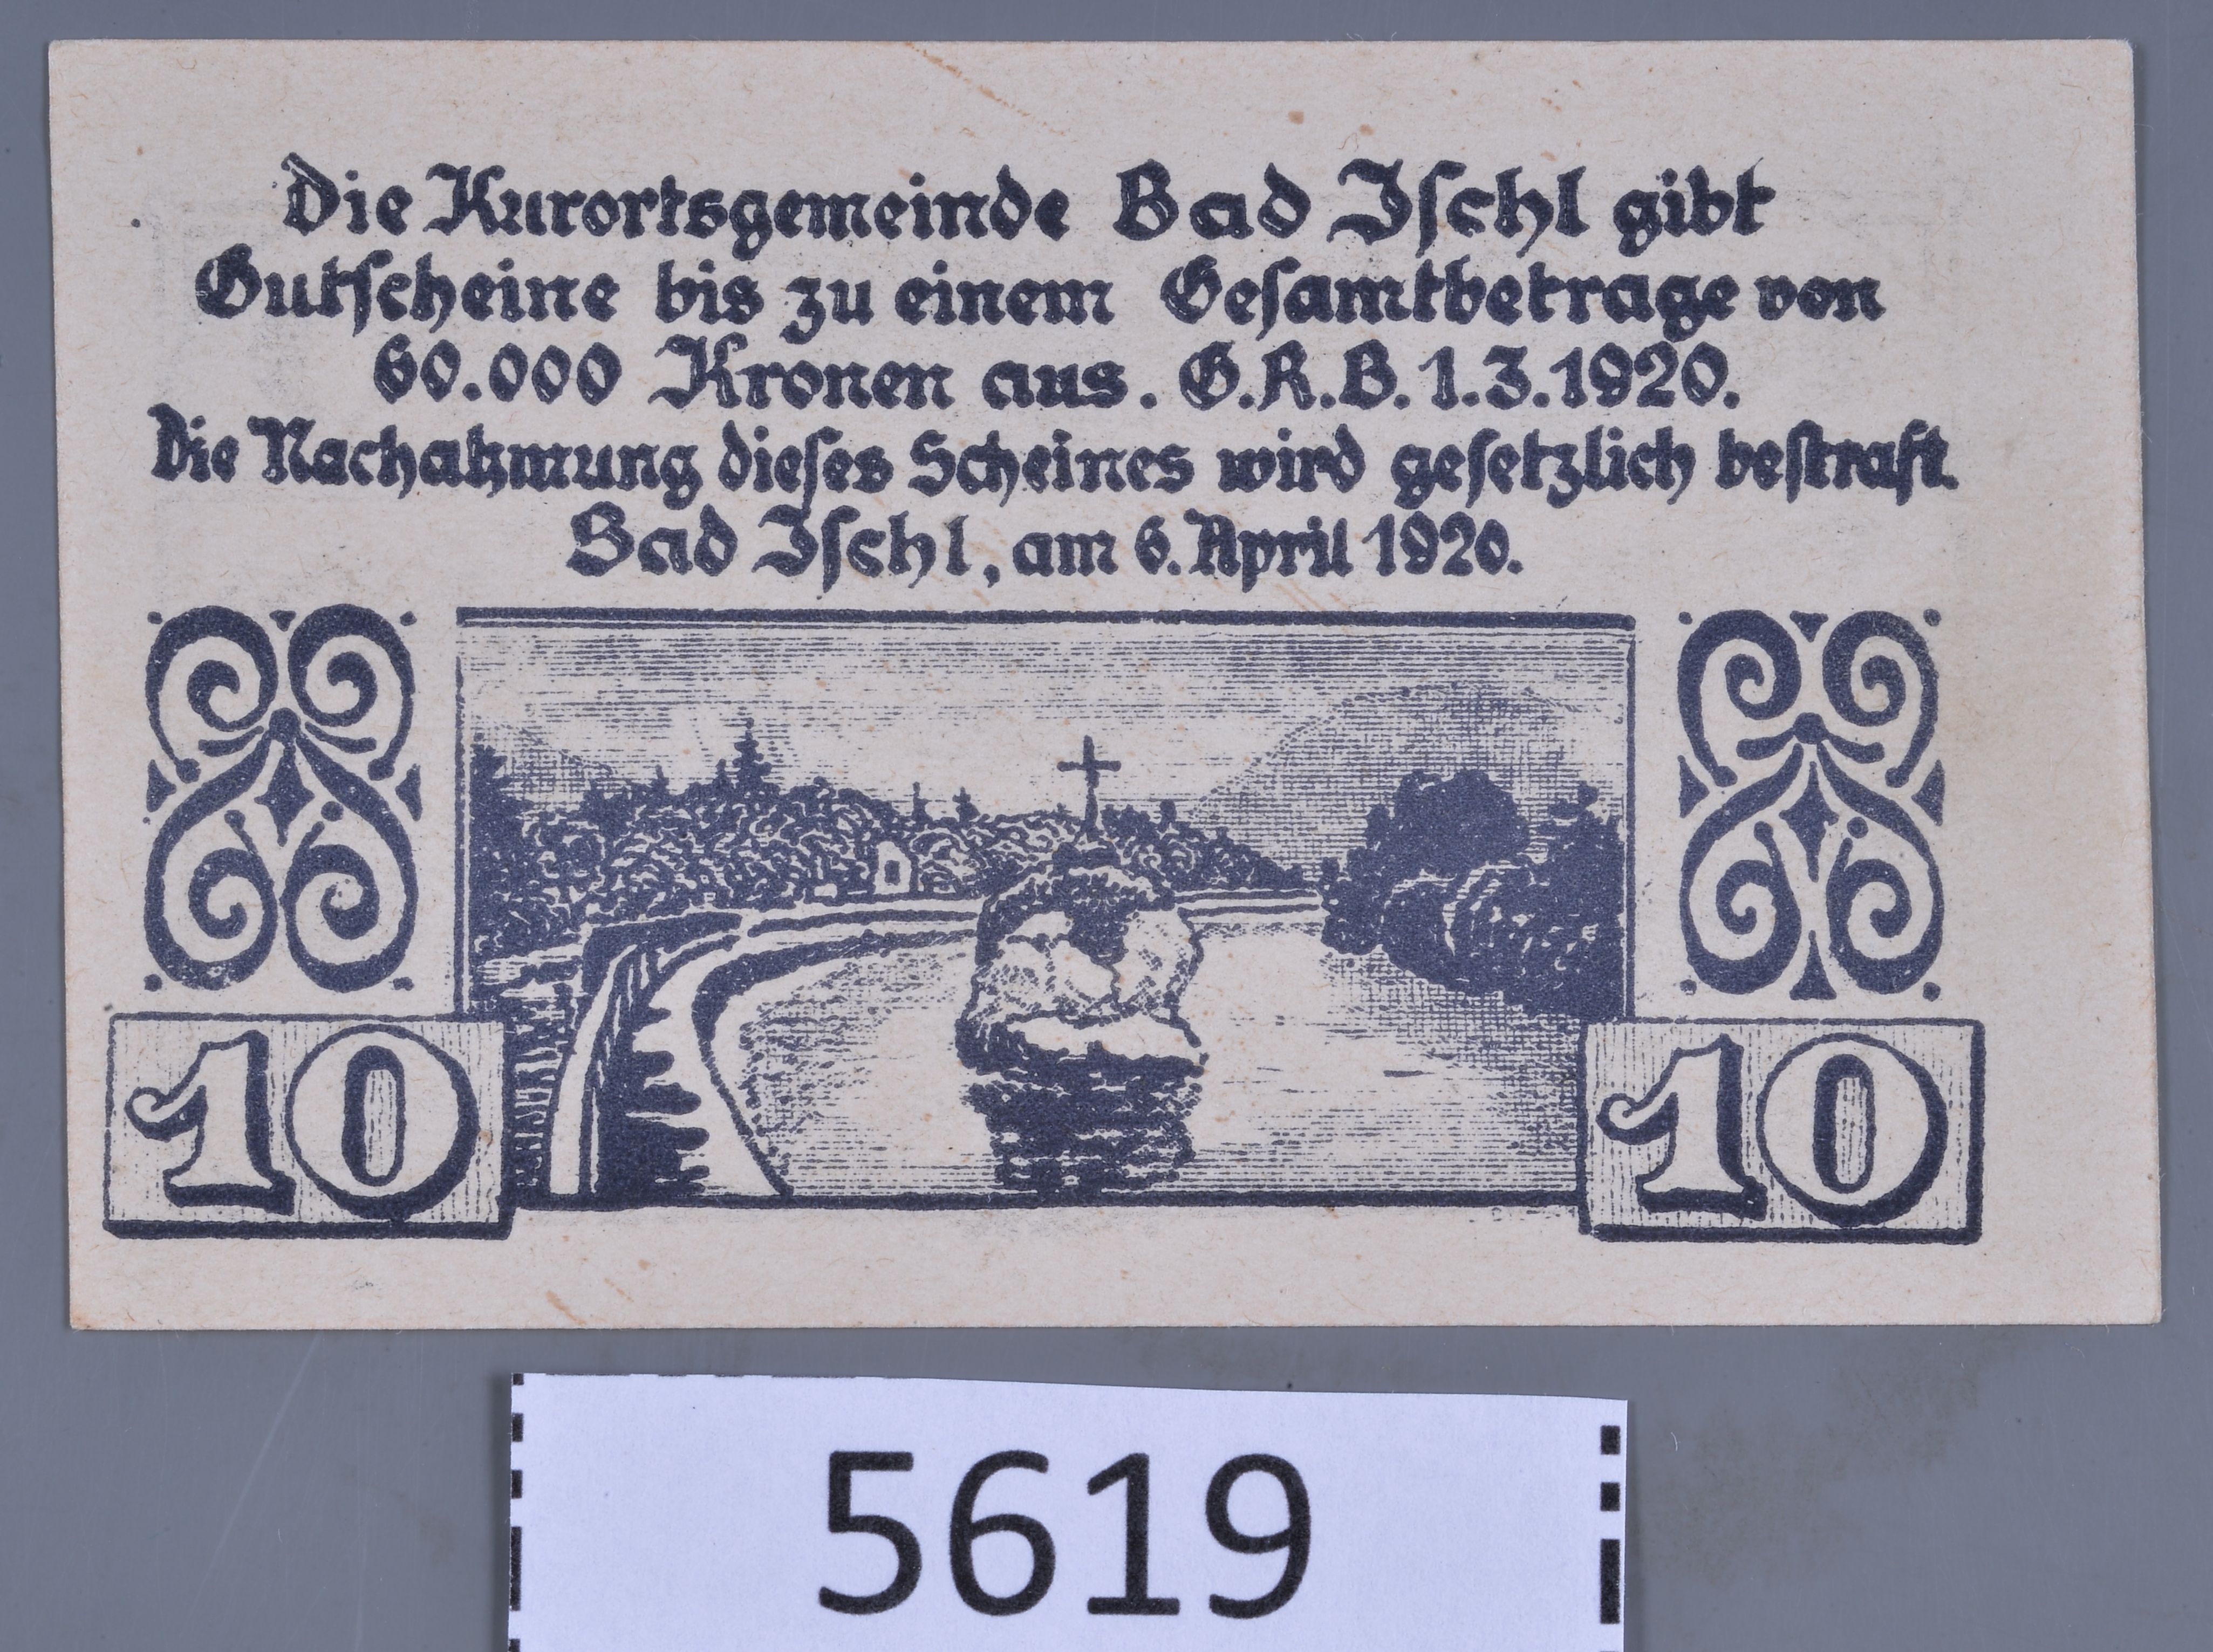 Die Kurortsgemeinde Bad Ischl gibt
Gutscheine bis zu einem Gesamtbetrage von
60.000 Kronen aus. G.R.B. 1.3.1920.
Die Nachahmung dieses Scheines wird gesetzlich bestraft.
Bad Ischl, am 6. April 1920.
10
10
5619